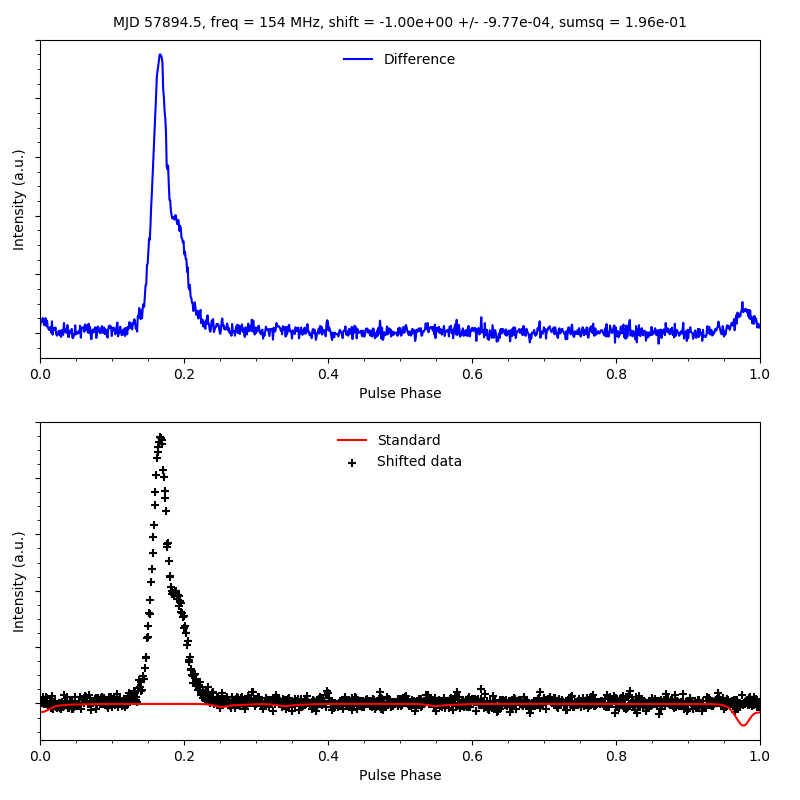 MJD 57894.5, freq = 154 MHz, shift = -1.00e+00 +/- -9.77e-04, sumsq = 1.96e-01
Difference
Intensity (a.u.)
0.0 0.2 0.4 0.6 0.8 1.0
Pulse Phase
Standard
Shifted data
Intensity (a.u.)
0.0 0.2 0.4 0.6 0.8 1.0
Pulse Phase